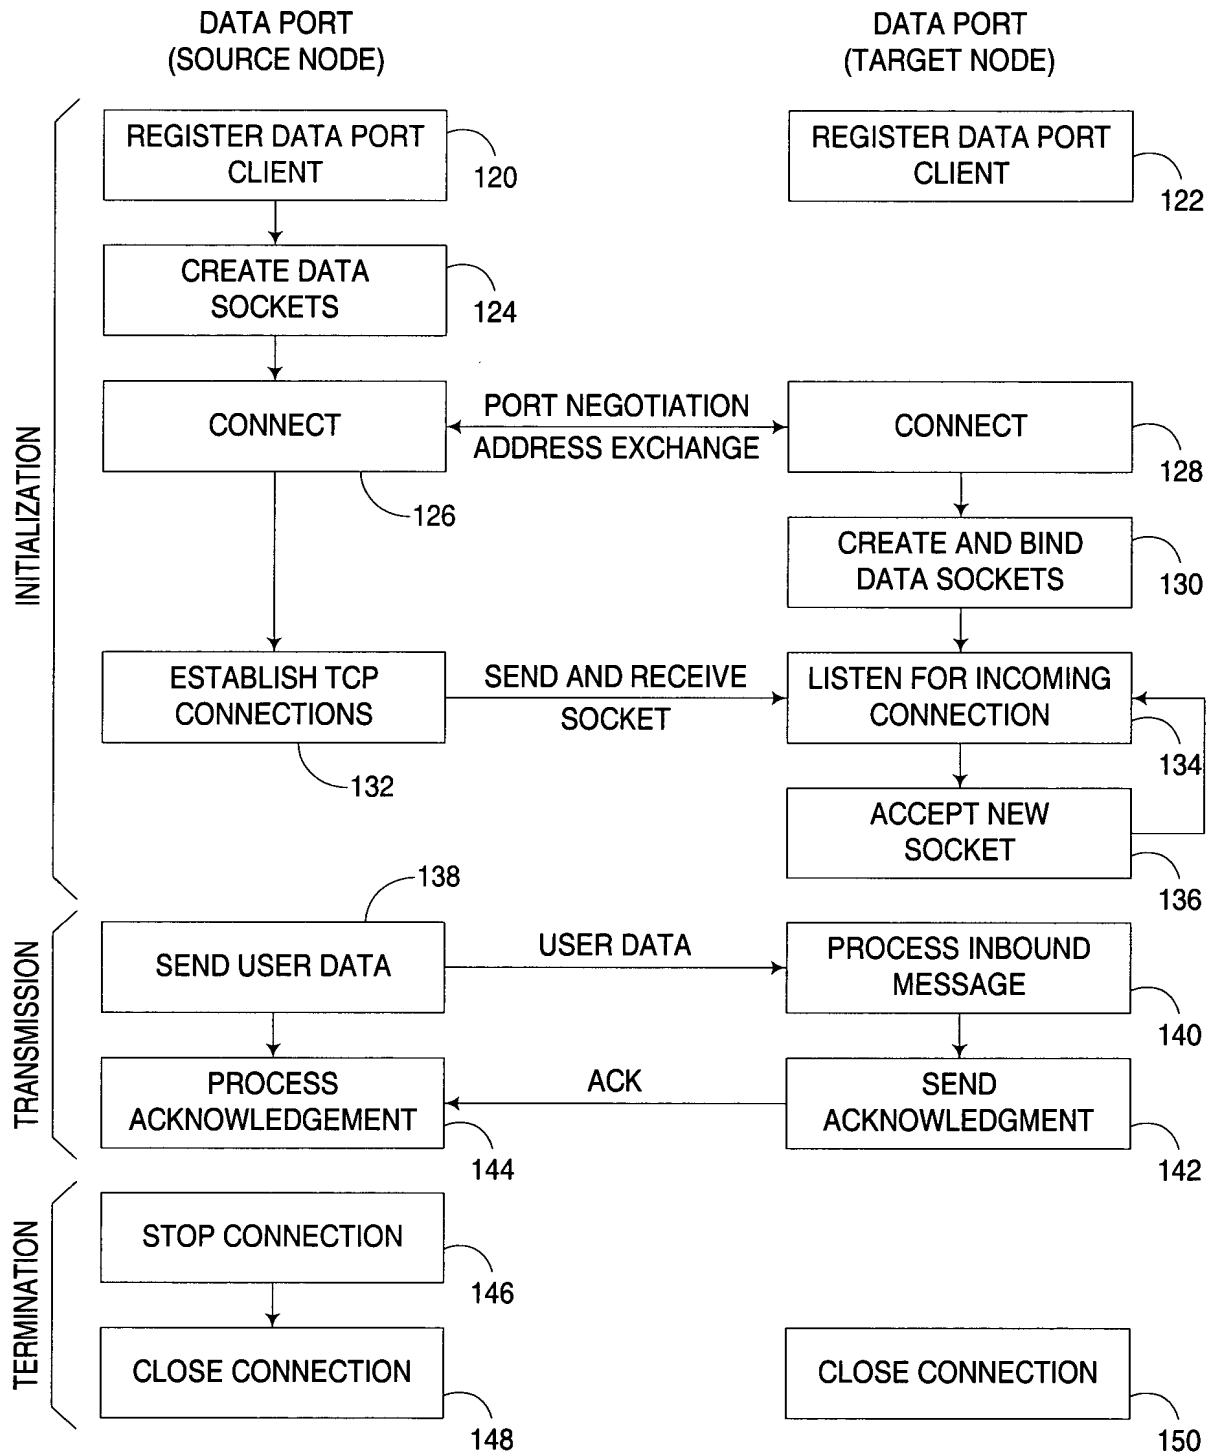 DATA PORT
(SOURCE NODE)
DATA PORT
(TARGET NODE)
INITIALIZATION
REGISTER DATA PORT
CLIENT
120
REGISTER DATA PORT
CLIENT
122
CREATE DATA
SOCKETS
124
CONNECT
126
PORT NEGOTIATION
ADDRESS EXCHANGE
CONNECT
128
CREATE AND BIND
DATA SOCKETS
130
ESTABLISH TCP
CONNECTIONS
132
SEND AND RECEIVE
SOCKET
LISTEN FOR INCOMING
CONNECTION
134
ACCEPT NEW
SOCKET
136
TRANSMISSION
138
SEND USER DATA
USER DATA
PROCESS INBOUND
MESSAGE
140
PROCESS
ACKNOWLEDGEMENT
144
ACK
SEND
ACKNOWLEDGMENT
142
TERMINATION
STOP CONNECTION
146
CLOSE CONNECTION
148
CLOSE CONNECTION
150